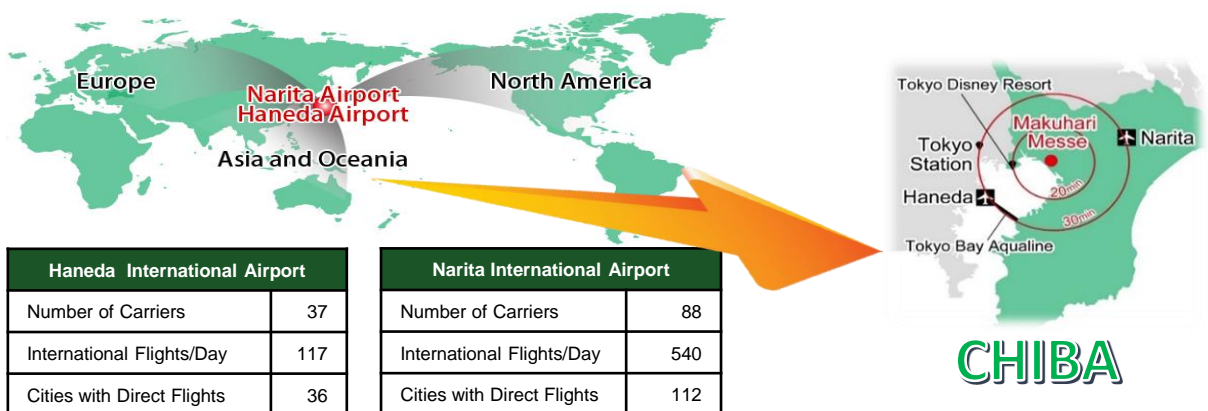 Europe
North America
Narita Airport
Haneda Airport
Asia and Oceania
Tokyo Disney Resort
Makuhari
Messe
Narita
Tokyo
Station
20min
Haneda
30min
Tokyo Bay Aqualine
Haneda International Airport
Number of Carriers 37
International Flights/Day 117
Cities with Direct Flights 36
Narita International Airport
Number of Carriers 88
International Flights/Day 540
Cities with Direct Flights 112
CHIBA